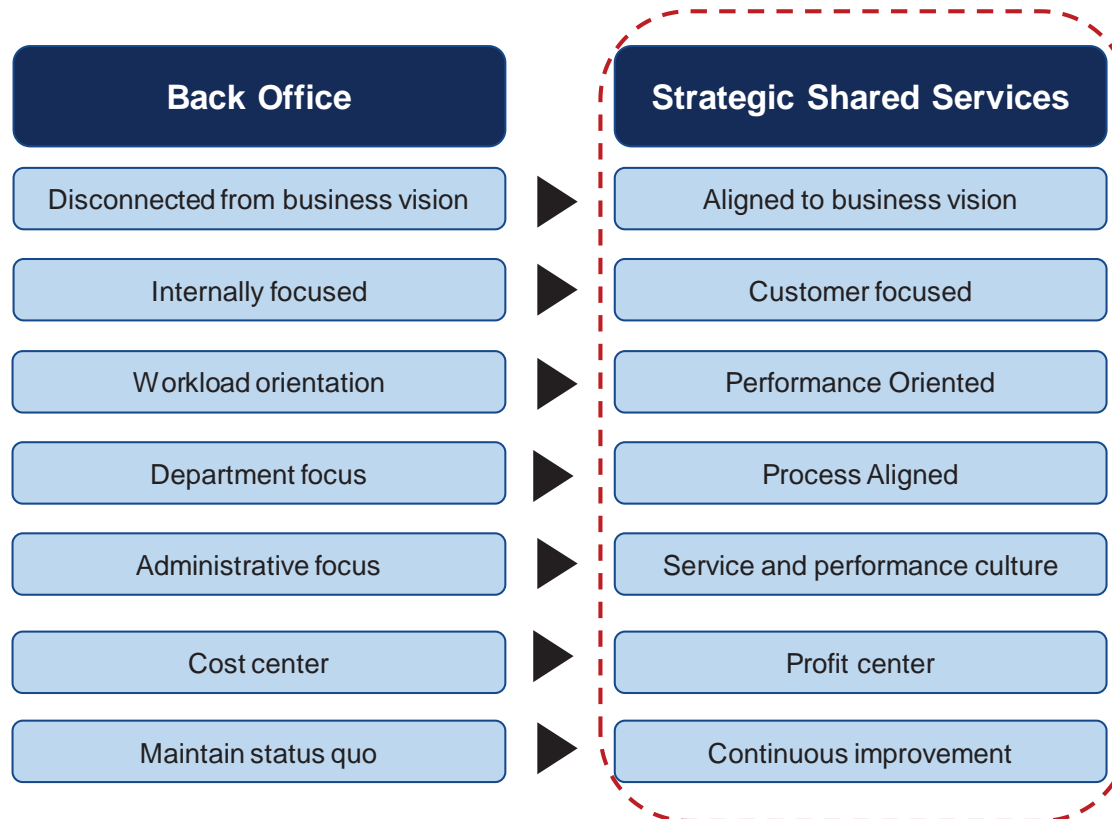 Back Office
Strategic Shared Services
Disconnected from business vision
Aligned to business vision
Internally focused
Customer focused
Workload orientation
Performance Oriented
Department focus
Process Aligned
Administrative focus
Service and performance culture
Cost center
Profit center
Maintain status quo
Continuous improvement